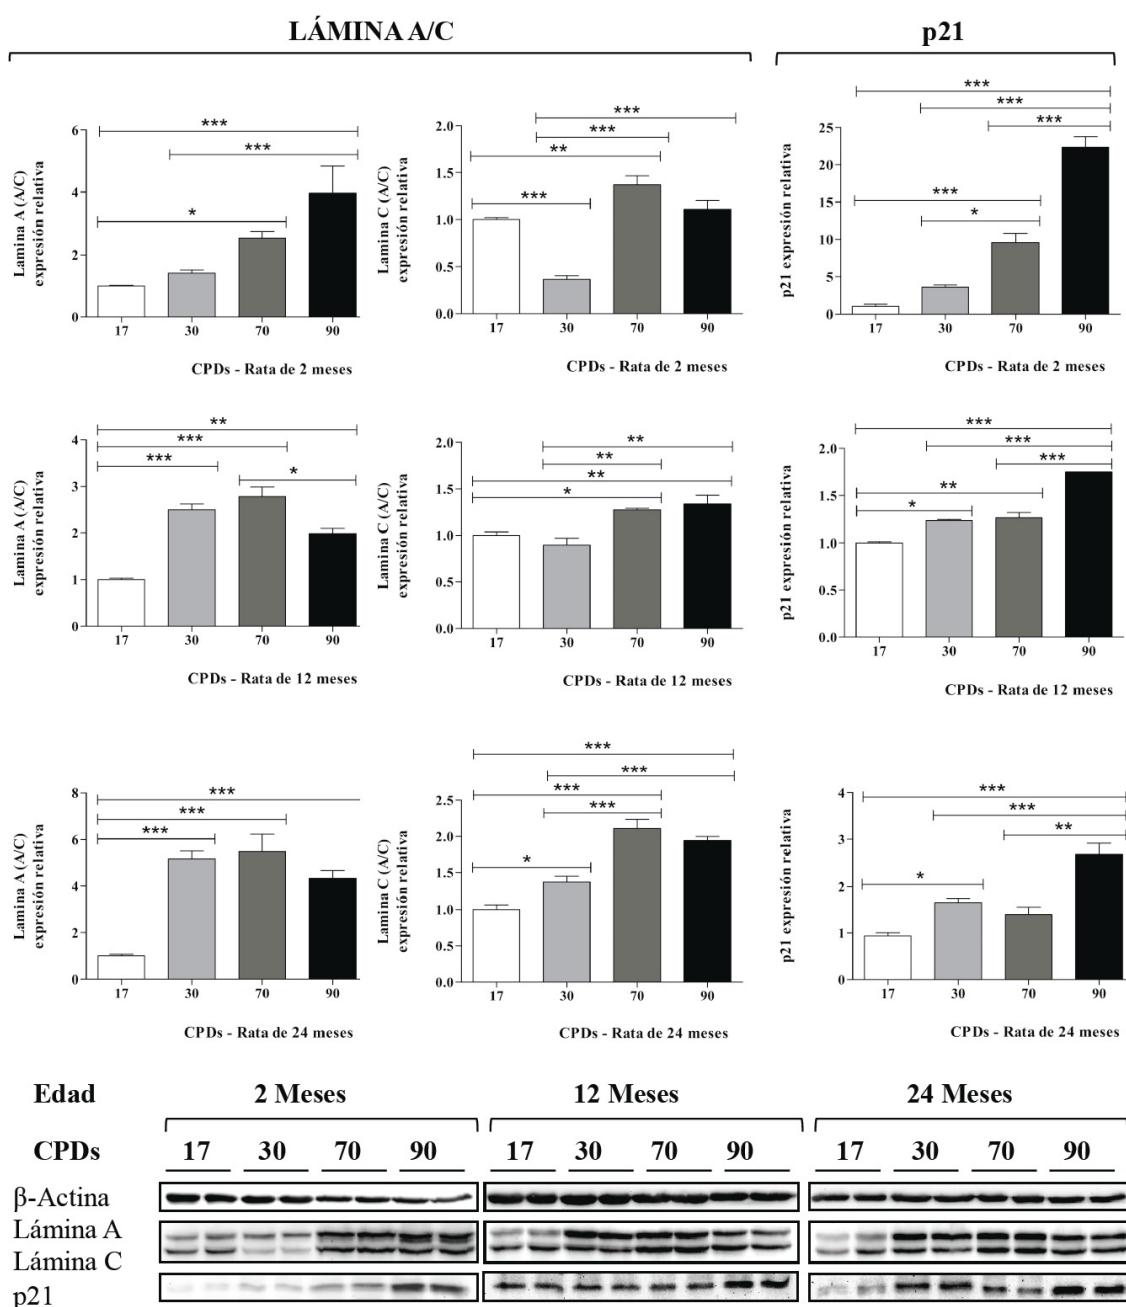 LÁMINA A/C
p21
Lamina A (A/C)
expresión relativa
6
4
2
0
***
***
*
17 30 70 90
CPDs - Rata de 2 meses
Lamina C (A/C)
expresión relativa
2.0
1.5
1.0
0.5
0.0
***
***
**
***
17 30 70 90
CPDs - Rata de 2 meses
p21 expresión relativa
25
20
15
10
5
0
***
***
***
***
*
17 30 70 90
CPDs - Rata de 2 meses
Lamina A (A/C)
expresión relativa
4
3
2
1
0
**
***
***
*
17 30 70 90
CPDs - Rata de 12 meses
Lamina C (A/C)
expresión relativa
2.0
1.5
1.0
0.5
0.0
**
**
**
*
17 30 70 90
CPDs - Rata de 12 meses
p21 expresión relativa
2.0
1.5
1.0
0.5
0.0
***
***
***
**
*
17 30 70 90
CPDs - Rata de 12 meses
Lamina A (A/C)
expresión relativa
8
6
4
2
0
***
***
***
17 30 70 90
CPDs - Rata de 24 meses
Lamina C (A/C)
expresión relativa
2.5
2.0
1.5
1.0
0.5
0.0
***
***
***
***
*
17 30 70 90
CPDs - Rata de 24 meses
p21 expresión relativa
4
3
2
1
0
***
***
**
*
17 30 70 90
CPDs - Rata de 24 meses
Edad 2 Meses 12 Meses 24 Meses
CPDs 17 30 70 90 17 30 70 90 17 30 70 90
β-Actina
Lámina A
Lámina C
p21